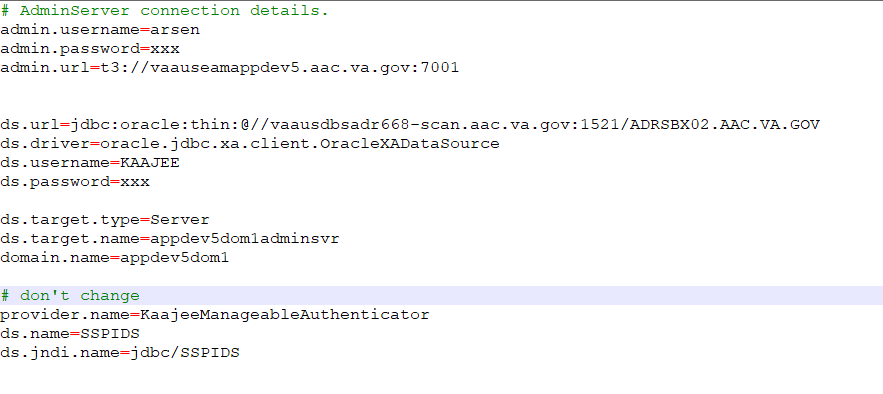 # AdminServer connection details.
admin.username=arsen
admin.password=xxx
admin.url=t3://vaauseamappdev5.aac.va.gov:7001
ds.url=jdbc:oracle:thin:@//vaausdbsadr668-scan.aac.va.gov:1521/ADRSBX02.AAC.VA.GOV
ds.driver=oracle.jdbc.xa.client.OracleXADataSource
ds.username=KAAJEE
ds.password=xxx
ds.target.type=Server
ds.target.name=appdev5dom1adminsvr
domain.name=appdev5dom1
# don't change
provider.name=KaajeeManageableAuthenticator
ds.name=SSPIDS
ds.jndi.name=jdbc/SSPIDS